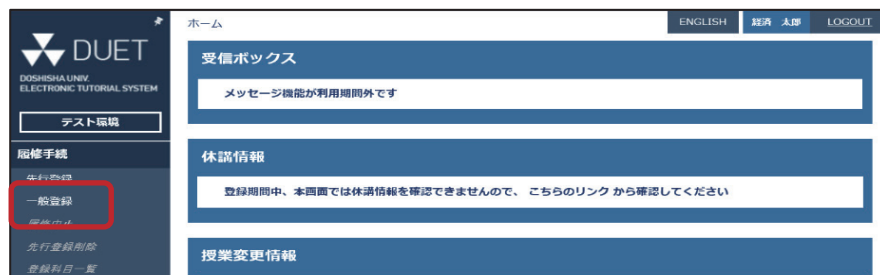 DUET
DOSHISHA UNIV.
ELECTRONIC TUTORIAL SYSTEM
テスト環境
履修手続
先行登録
一般登録
履修中止
先行登録削除
登録科目一覧
ホーム
ENGLISH
経済 太郎
LOGOUT
受信ボックス
メッセージ機能が利用期間外です
休講情報
登録期間中、本画面では休講情報を確認できませんので、 こちらのリンク から確認してください
授業変更情報